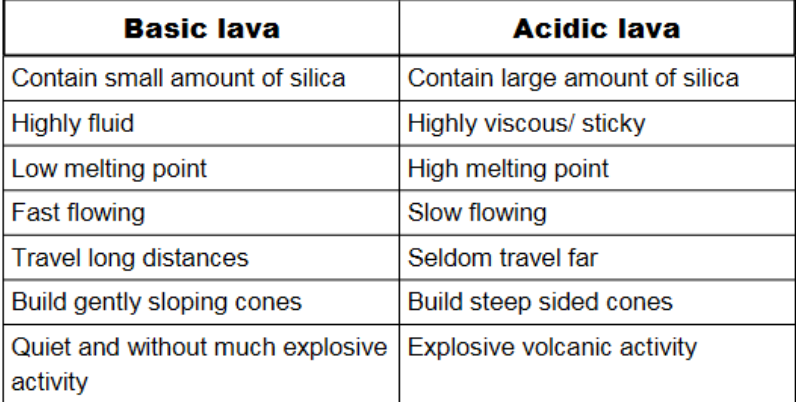 Basic lava
Acidic lava
Contain small amount of silica
Contain large amount of silica
Highly fluid
Highly viscous/ sticky
Low melting point
High melting point
Fast flowing
Slow flowing
Travel long distances
Seldom travel far
Build gently sloping cones
Build steep sided cones
Quiet and without much explosive
activity
Explosive volcanic activity